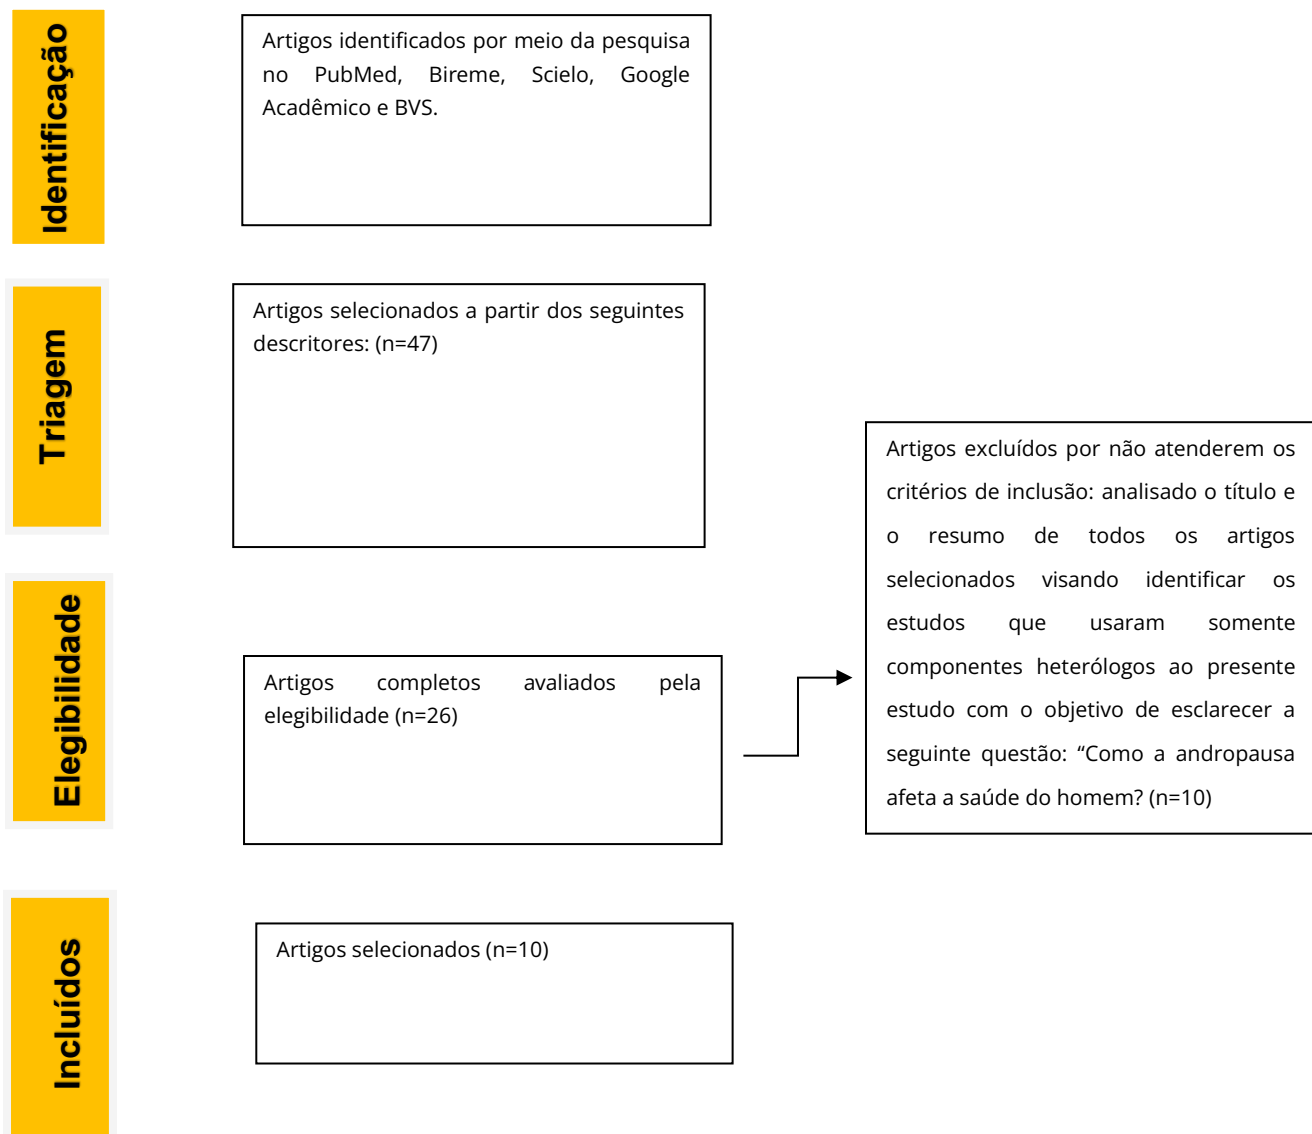 Identificação
Artigos identificados por meio da pesquisa
no PubMed, Bireme, Scielo, Google
Acadêmico e BVS.
Triagem
Artigos selecionados a partir dos seguintes
descritores: (n=47)
Elegibilidade
Artigos completos avaliados pela
elegibilidade (n=26)
Artigos excluídos por não atenderem os
critérios de inclusão: analisado o título e
o resumo de todos os artigos
selecionados visando identificar os
estudos que usaram somente
componentes heterólogos ao presente
estudo com o objetivo de esclarecer a
seguinte questão: “Como a andropausa
afeta a saúde do homem? (n=10)
Incluídos
Artigos selecionados (n=10)